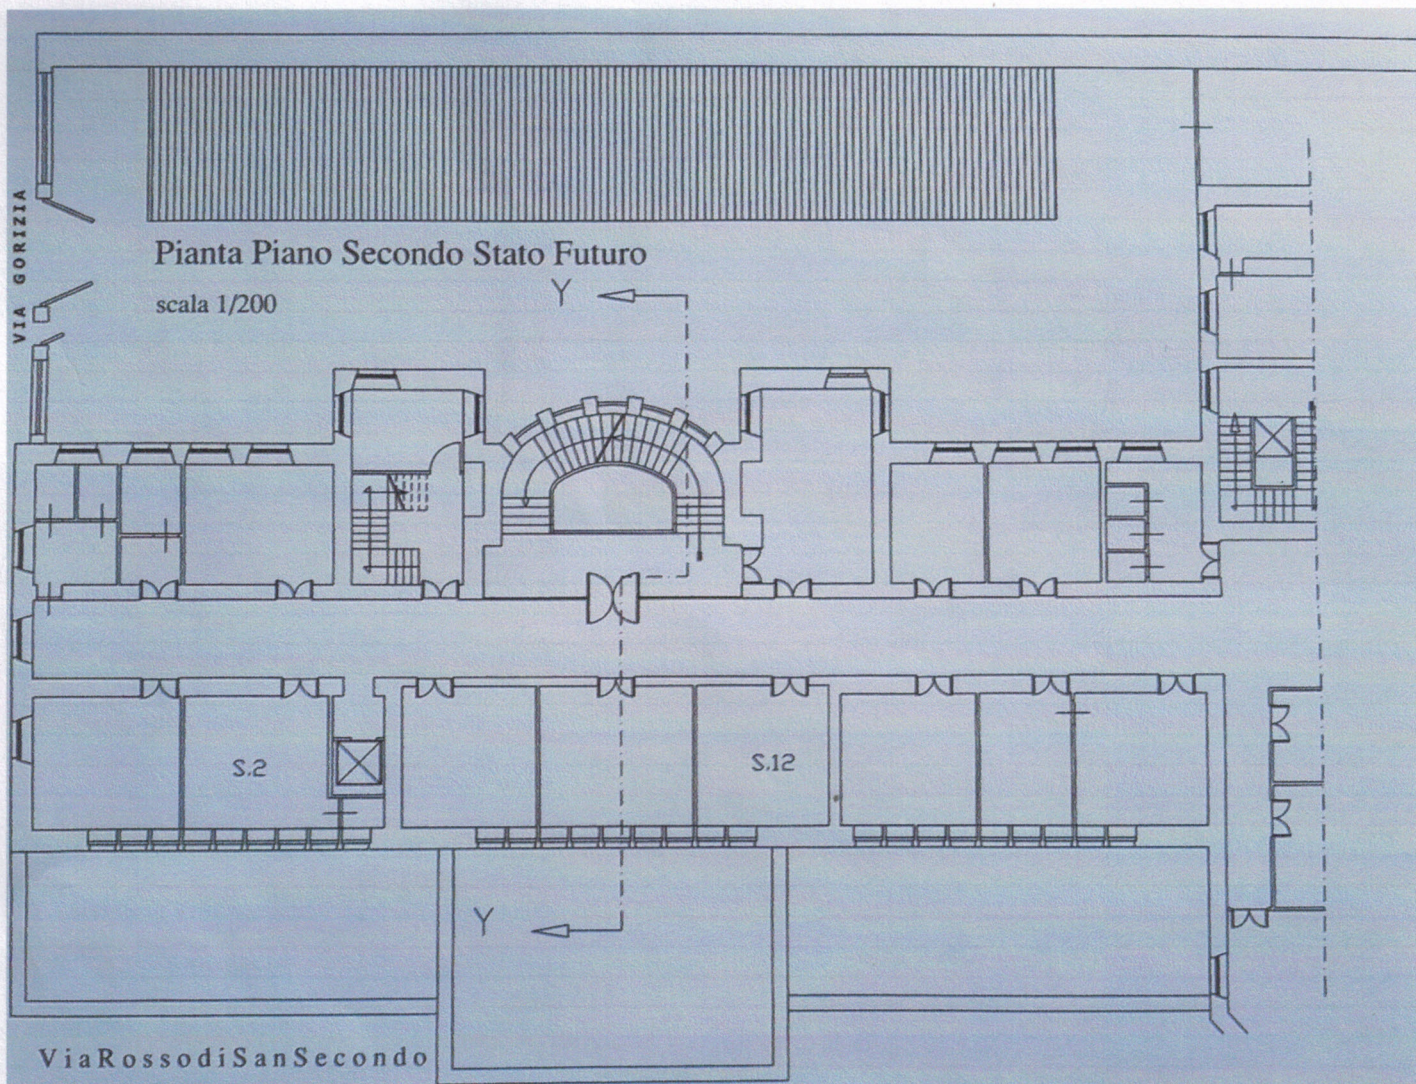 VIA GORIZIA
Pianta Piano Secondo Stato Futuro
scala 1/200
Y
S.2
S.12
Y
ViaRossodiSanSecondo